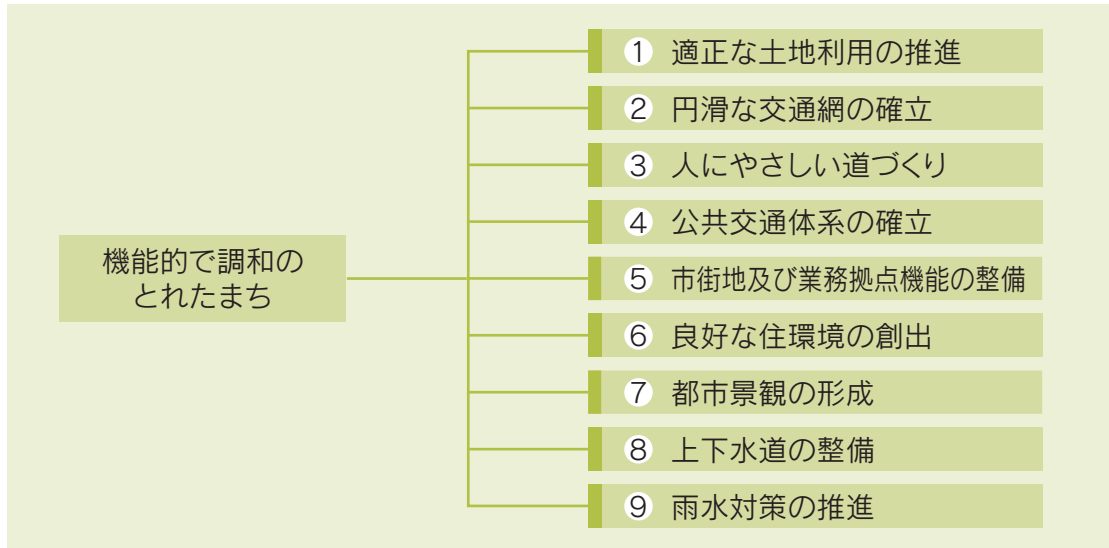 機能的で調和の
とれたまち
① 適正な土地利用の推進
② 円滑な交通網の確立
③ 人にやさしい道づくり
④ 公共交通体系の確立
⑤ 市街地及び業務拠点機能の整備
⑥ 良好な住環境の創出
⑦ 都市景観の形成
⑧ 上下水道の整備
⑨ 雨水対策の推進